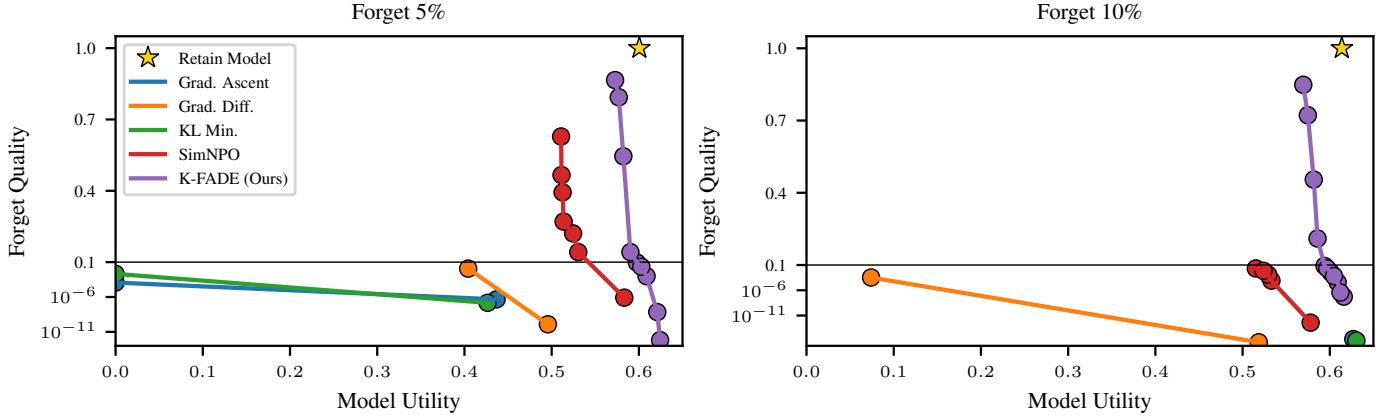 Forget 5%
Forget Quality
1.0
0.7
0.4
0.1
10⁻⁶
10⁻¹¹
Retain Model
Grad. Ascent
Grad. Diff.
KL Min.
SimNPO
K-FADE (Ours)
0.0 0.1 0.2 0.3 0.4 0.5 0.6
Model Utility
Forget 10%
Forget Quality
1.0
0.7
0.4
0.1
10⁻⁶
10⁻¹¹
0.0 0.1 0.2 0.3 0.4 0.5 0.6
Model Utility